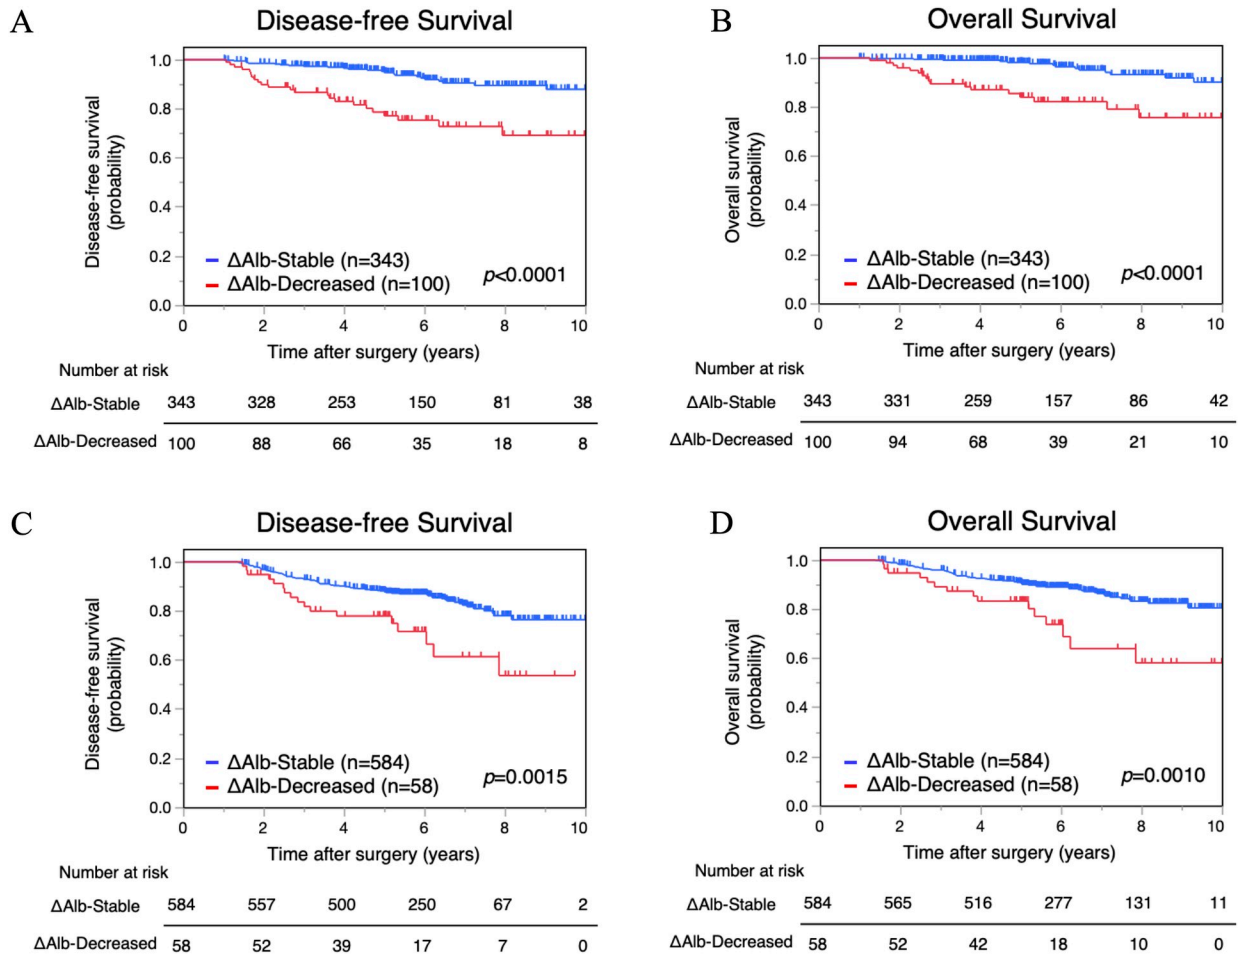 A
Disease-free Survival
1.0
0.8
0.6
0.4
0.2
0.0
Disease-free survival
(probability)
ΔAlb-Stable (n=343)
ΔAlb-Decreased (n=100)
p<0.0001
0 2 4 6 8 10
Time after surgery (years)
Number at risk
ΔAlb-Stable 343 328 253 150 81 38
ΔAlb-Decreased 100 88 66 35 18 8
B
Overall Survival
1.0
0.8
0.6
0.4
0.2
0.0
Overall survival
(probability)
ΔAlb-Stable (n=343)
ΔAlb-Decreased (n=100)
p<0.0001
0 2 4 6 8 10
Time after surgery (years)
Number at risk
ΔAlb-Stable 343 331 259 157 86 42
ΔAlb-Decreased 100 94 68 39 21 10
C
Disease-free Survival
1.0
0.8
0.6
0.4
0.2
0.0
Disease-free survival
(probability)
ΔAlb-Stable (n=584)
ΔAlb-Decreased (n=58)
p=0.0015
0 2 4 6 8 10
Time after surgery (years)
Number at risk
ΔAlb-Stable 584 557 500 250 67 2
ΔAlb-Decreased 58 52 39 17 7 0
D
Overall Survival
1.0
0.8
0.6
0.4
0.2
0.0
Overall survival
(probability)
ΔAlb-Stable (n=584)
ΔAlb-Decreased (n=58)
p=0.0010
0 2 4 6 8 10
Time after surgery (years)
Number at risk
ΔAlb-Stable 584 565 516 277 131 11
ΔAlb-Decreased 58 52 42 18 10 0